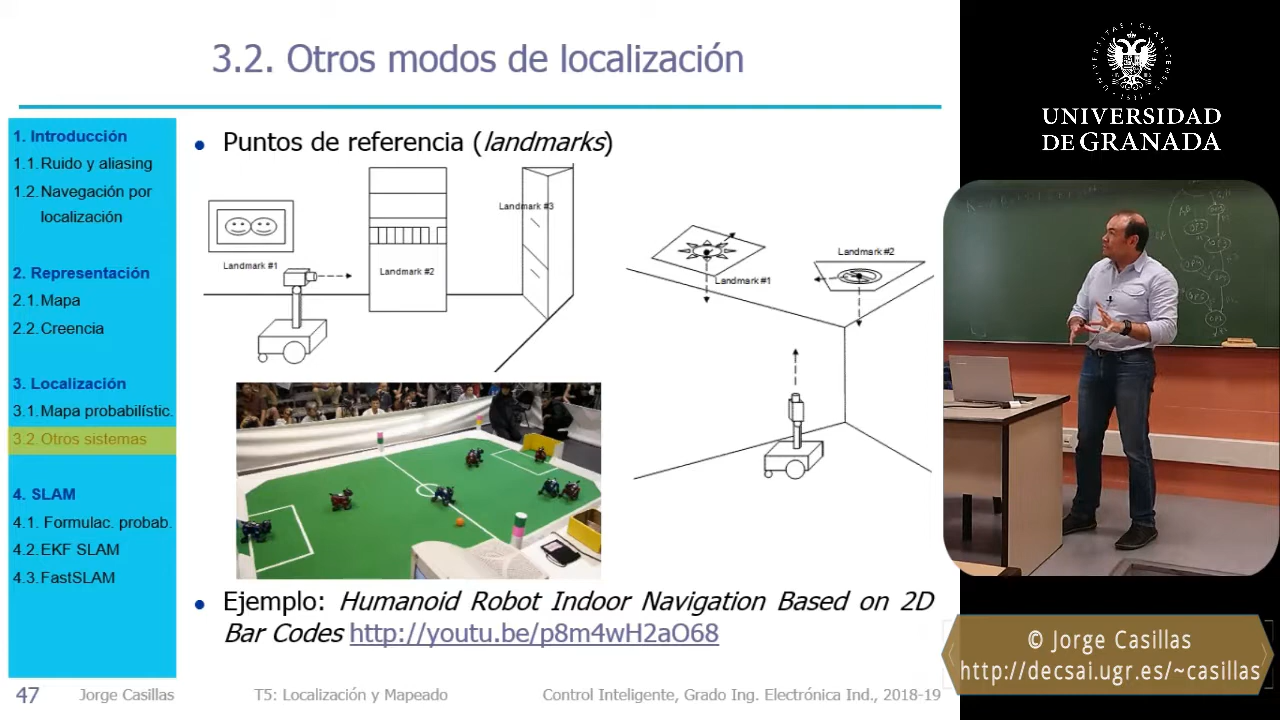 3.2. Otros modos de localización
1. Introducción
1.1. Ruido y aliasing
1.2. Navegación por
localización
2. Representación
2.1. Mapa
2.2. Creencia
3. Localización
3.1. Mapa probabilístic.
3.2. Otros sistemas
4. SLAM
4.1. Formulac. probab.
4.2. EKF SLAM
4.3. FastSLAM
• Puntos de referencia (landmarks)
Landmark #1
Landmark #2
Landmark #3
Landmark #1
Landmark #2
• Ejemplo: Humanoid Robot Indoor Navigation Based on 2D
Bar Codes http://youtu.be/p8m4wH2aO68
47
Jorge Casillas
T5: Localización y Mapeado
Control Inteligente, Grado Ing. Electrónica Ind., 2018-19
UNIVERSIDAD
DE GRANADA
© Jorge Casillas
http://decsai.ugr.es/~casillas